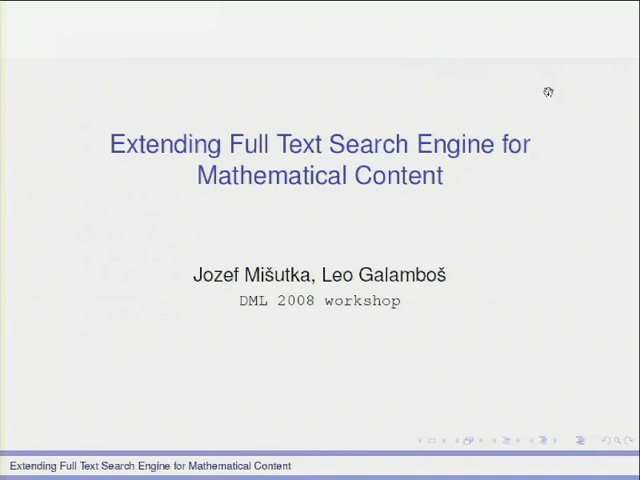 Extending Full Text Search Engine for
Mathematical Content
Jozef Mišutka, Leo Galamboš
DML 2008 workshop
Extending Full Text Search Engine for Mathematical Content